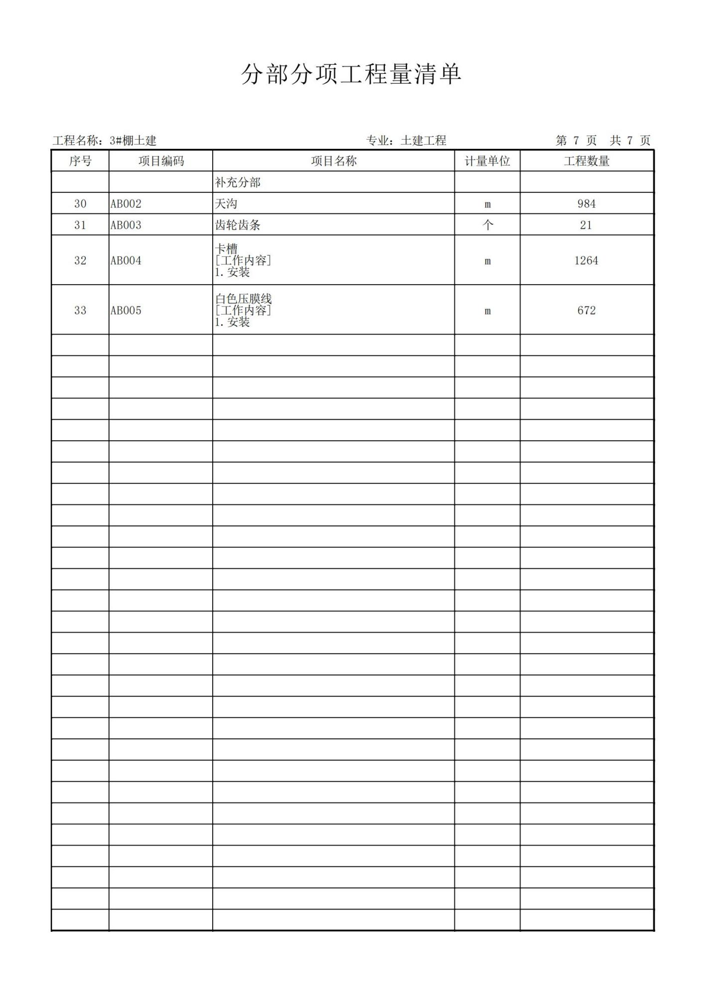 分部分项工程量清单
工程名称：3#棚土建 专业：土建工程 第 7 页 共 7 页
序号 项目编码 项目名称 计量单位 工程数量
补充分部
30 AB002 天沟 m 984
31 AB003 齿轮齿条 个 21
32 AB004 卡槽 [工作内容] 1.安装 m 1264
33 AB005 白色压膜线 [工作内容] 1.安装 m 672